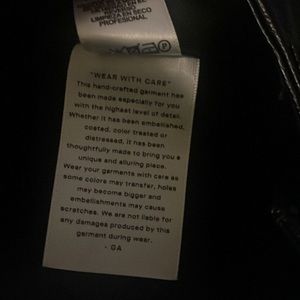 REVERSO
LIMPIEZA EN SECO
PROFESIONAL
P
"WEAR WITH CARE"
This hand-crafted garment has
been made especially for you
with the highest level of detail.
Whether it has been embellished,
coated, color treated or
distressed, it has been
thoughtfully made to bring you a
unique and alluring piece.
Wear your garments with care as
some colors may transfer, holes
may become bigger and
embellishments may cause
scratches. We are not liable for
any damages produced by this
garment during wear.
- GA